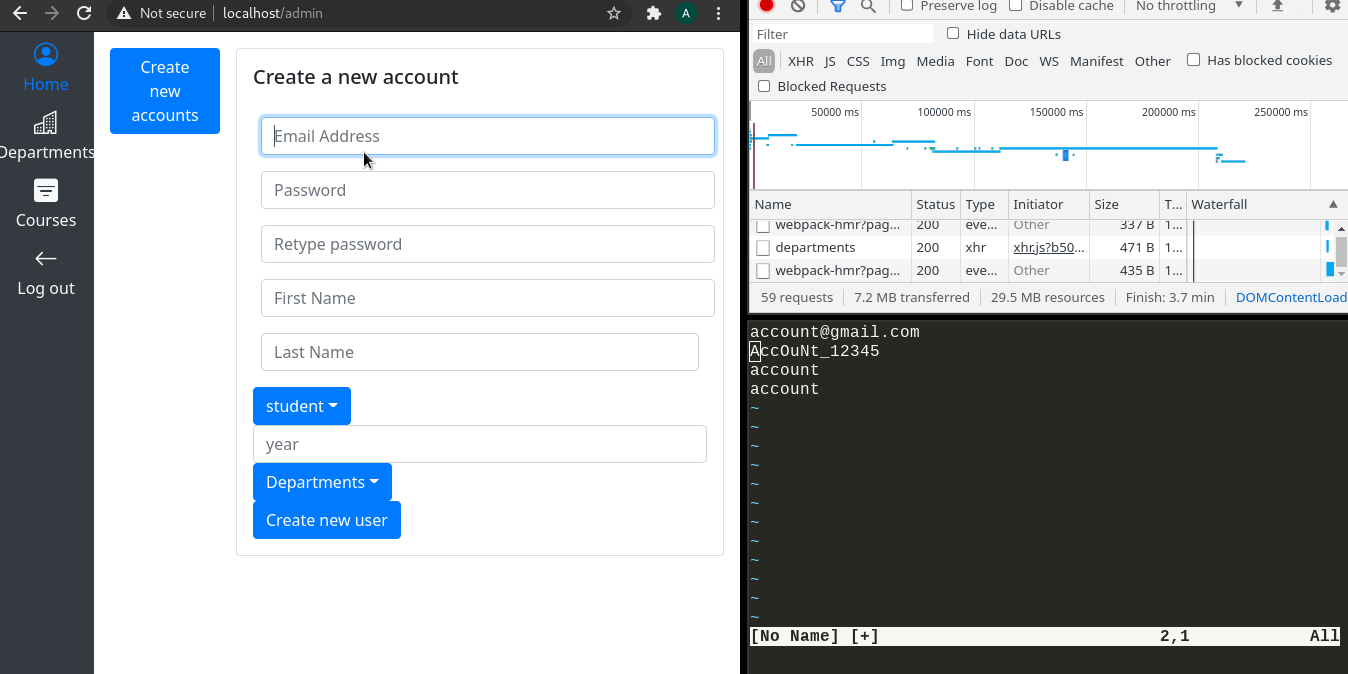 Not secure localhost/admin A
Home
Departments
Courses
Log out
Create
new
accounts
Create a new account
Email Address
Password
Retype password
First Name
Last Name
student
year
Departments
Create new user
Preserve log Disable cache No throttling
Filter Hide data URLs
All XHR JS CSS Img Media Font Doc WS Manifest Other Has blocked cookies
Blocked Requests
50000 ms 100000 ms 150000 ms 200000 ms 250000 ms
Name Status Type Initiator Size T... Waterfall
webpack-hmr?pag... 200 eve... Other 337 B 1...
departments 200 xhr xhr.js?b50... 471 B 1...
webpack-hmr?pag... 200 eve... Other 435 B 1...
59 requests 7.2 MB transferred 29.5 MB resources Finish: 3.7 min DOMContentLoad
account@gmail.com
AccOuNt_12345
account
account
~
~
~
~
~
~
~
~
~
~
~
~
[No Name] [+] 2,1 All